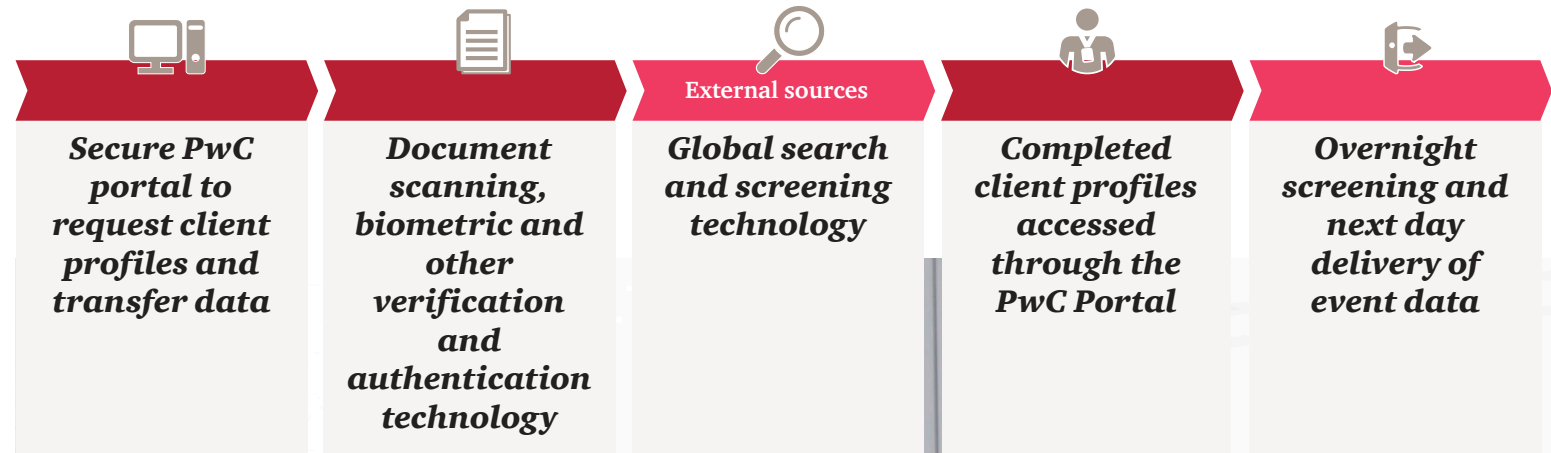 External sources
Secure PwC
portal to
request client
profiles and
transfer data
Document
scanning,
biometric and
other
verification
and
authentication
technology
Global search
and screening
technology
Completed
client profiles
accessed
through the
PwC Portal
Overnight
screening and
next day
delivery of
event data